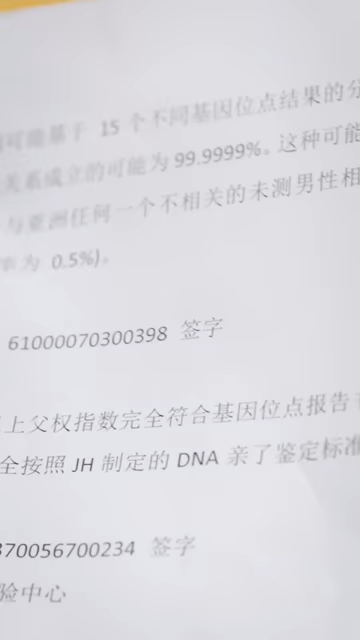 可能基于 15 个不同基因位点结果的分
关系成立的可能为 99.9999%。这种可能
与亚洲任何一个不相关的未测男性相
率为 0.5%)。
61000070300398 签字
上父权指数完全符合基因位点报告
全按照 JH 制定的 DNA 亲了鉴定标准
370056700234 签字
验中心